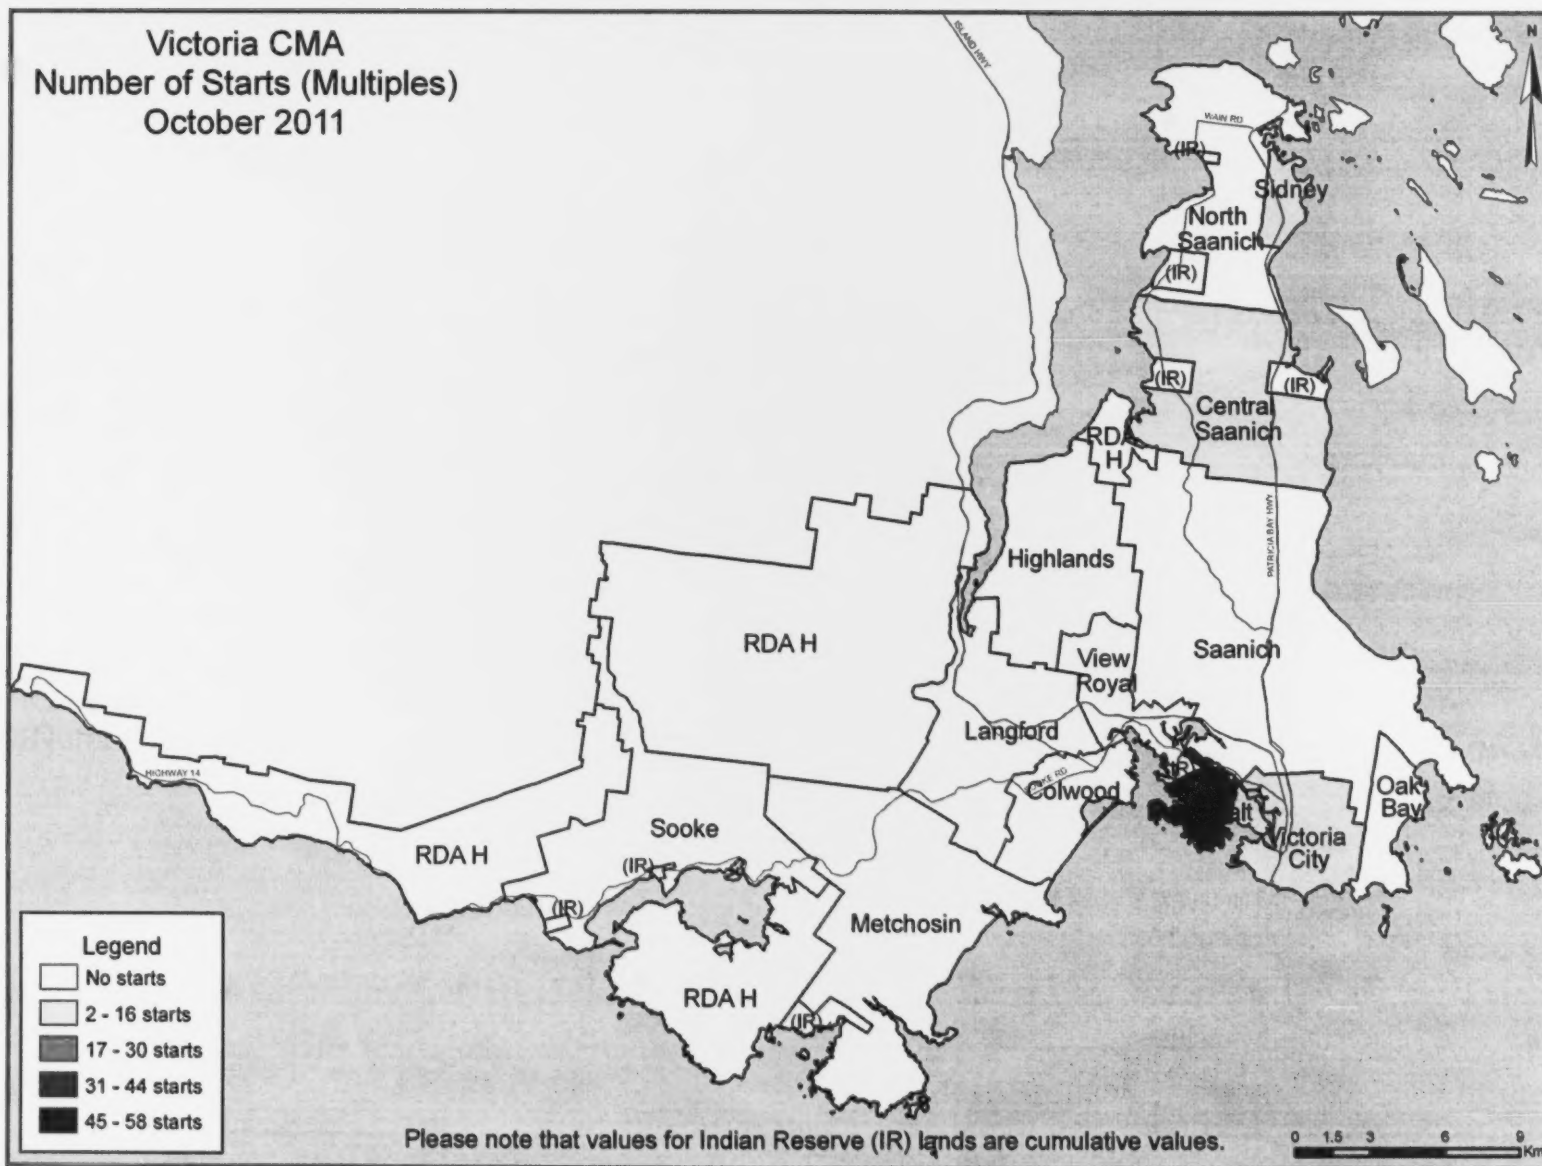 Victoria CMA
Number of Starts (Multiples)
October 2011
N
ISLAND HWY
WAIN RD
(IR)
Sidney
North
Saanich
(IR)
(IR)
(IR)
Central
Saanich
RDA
H
PATRICIA BAY HWY
Highlands
RDA H
Saanich
View
Royal
Langford
HIGHWAY 14
Colwood
Oak
Bay
Sooke
Victoria
City
RDA H
(IR)
(IR)
Metchosin
RDA H
(IR)
Legend
No starts
2 - 16 starts
17 - 30 starts
31 - 44 starts
45 - 58 starts
Please note that values for Indian Reserve (IR) lands are cumulative values.
0 1.5 3 6 9
Km